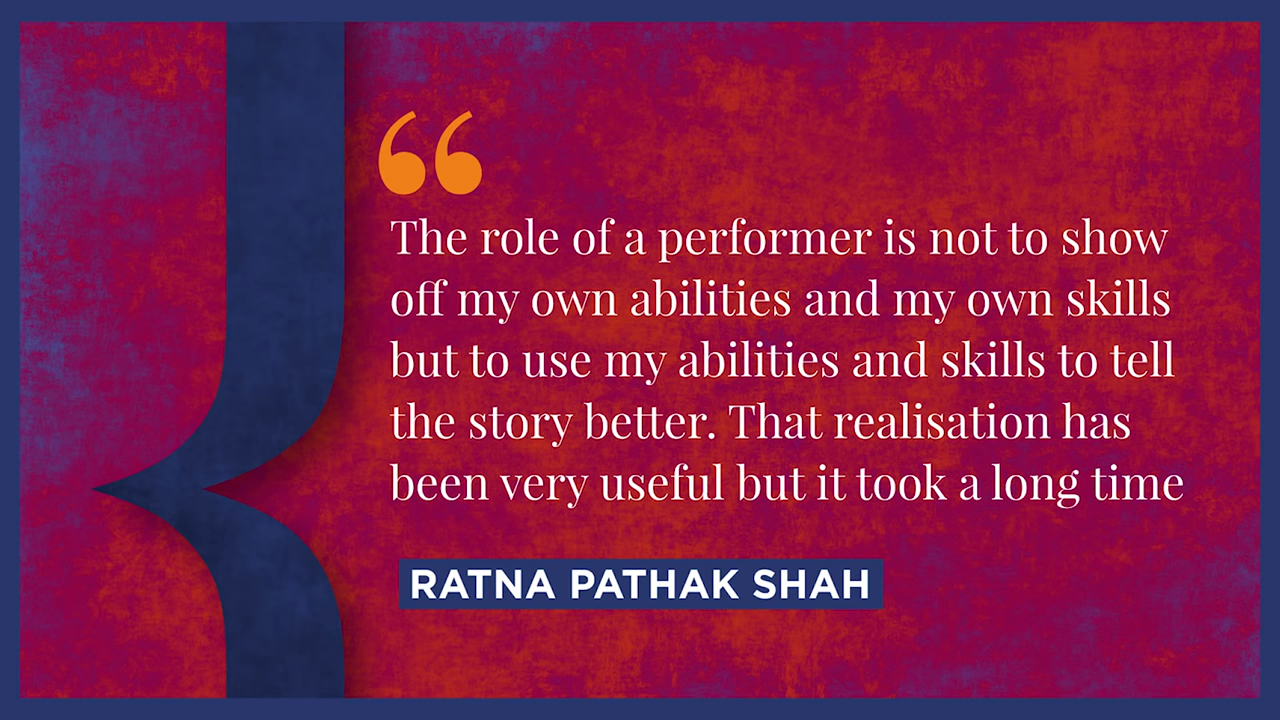 “
The role of a performer is not to show
off my own abilities and my own skills
but to use my abilities and skills to tell
the story better. That realisation has
been very useful but it took a long time
RATNA PATHAK SHAH